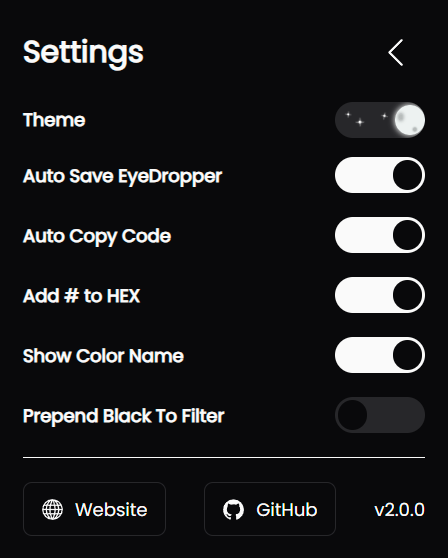 Settings
Theme
Auto Save EyeDropper
Auto Copy Code
Add # to HEX
Show Color Name
Prepend Black To Filter
Website GitHub v2.0.0